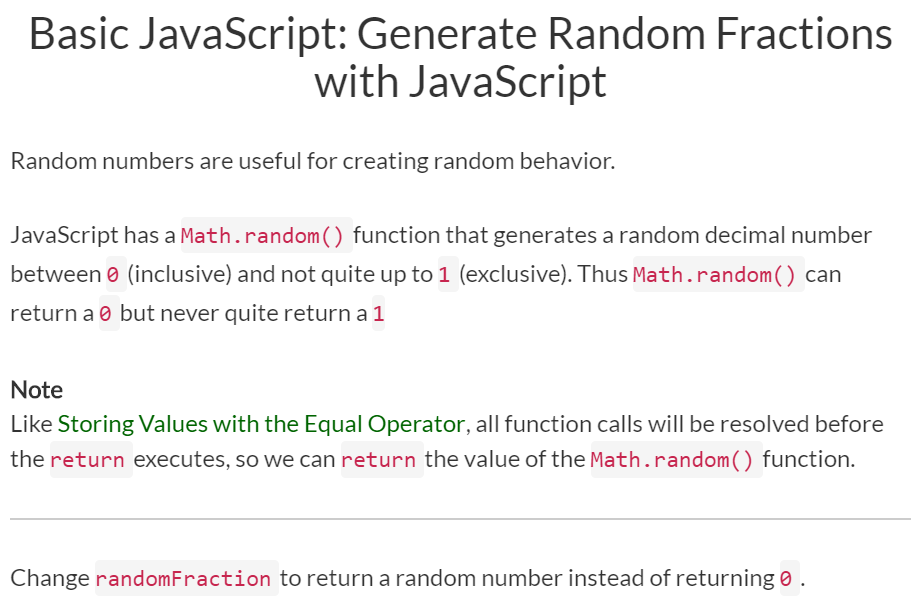 Basic JavaScript: Generate Random Fractions
with JavaScript
Random numbers are useful for creating random behavior.
JavaScript has a Math.random() function that generates a random decimal number
between 0 (inclusive) and not quite up to 1 (exclusive). Thus Math.random() can
return a 0 but never quite return a 1
Note
Like Storing Values with the Equal Operator, all function calls will be resolved before
the return executes, so we can return the value of the Math.random() function.
Change randomFraction to return a random number instead of returning 0 .